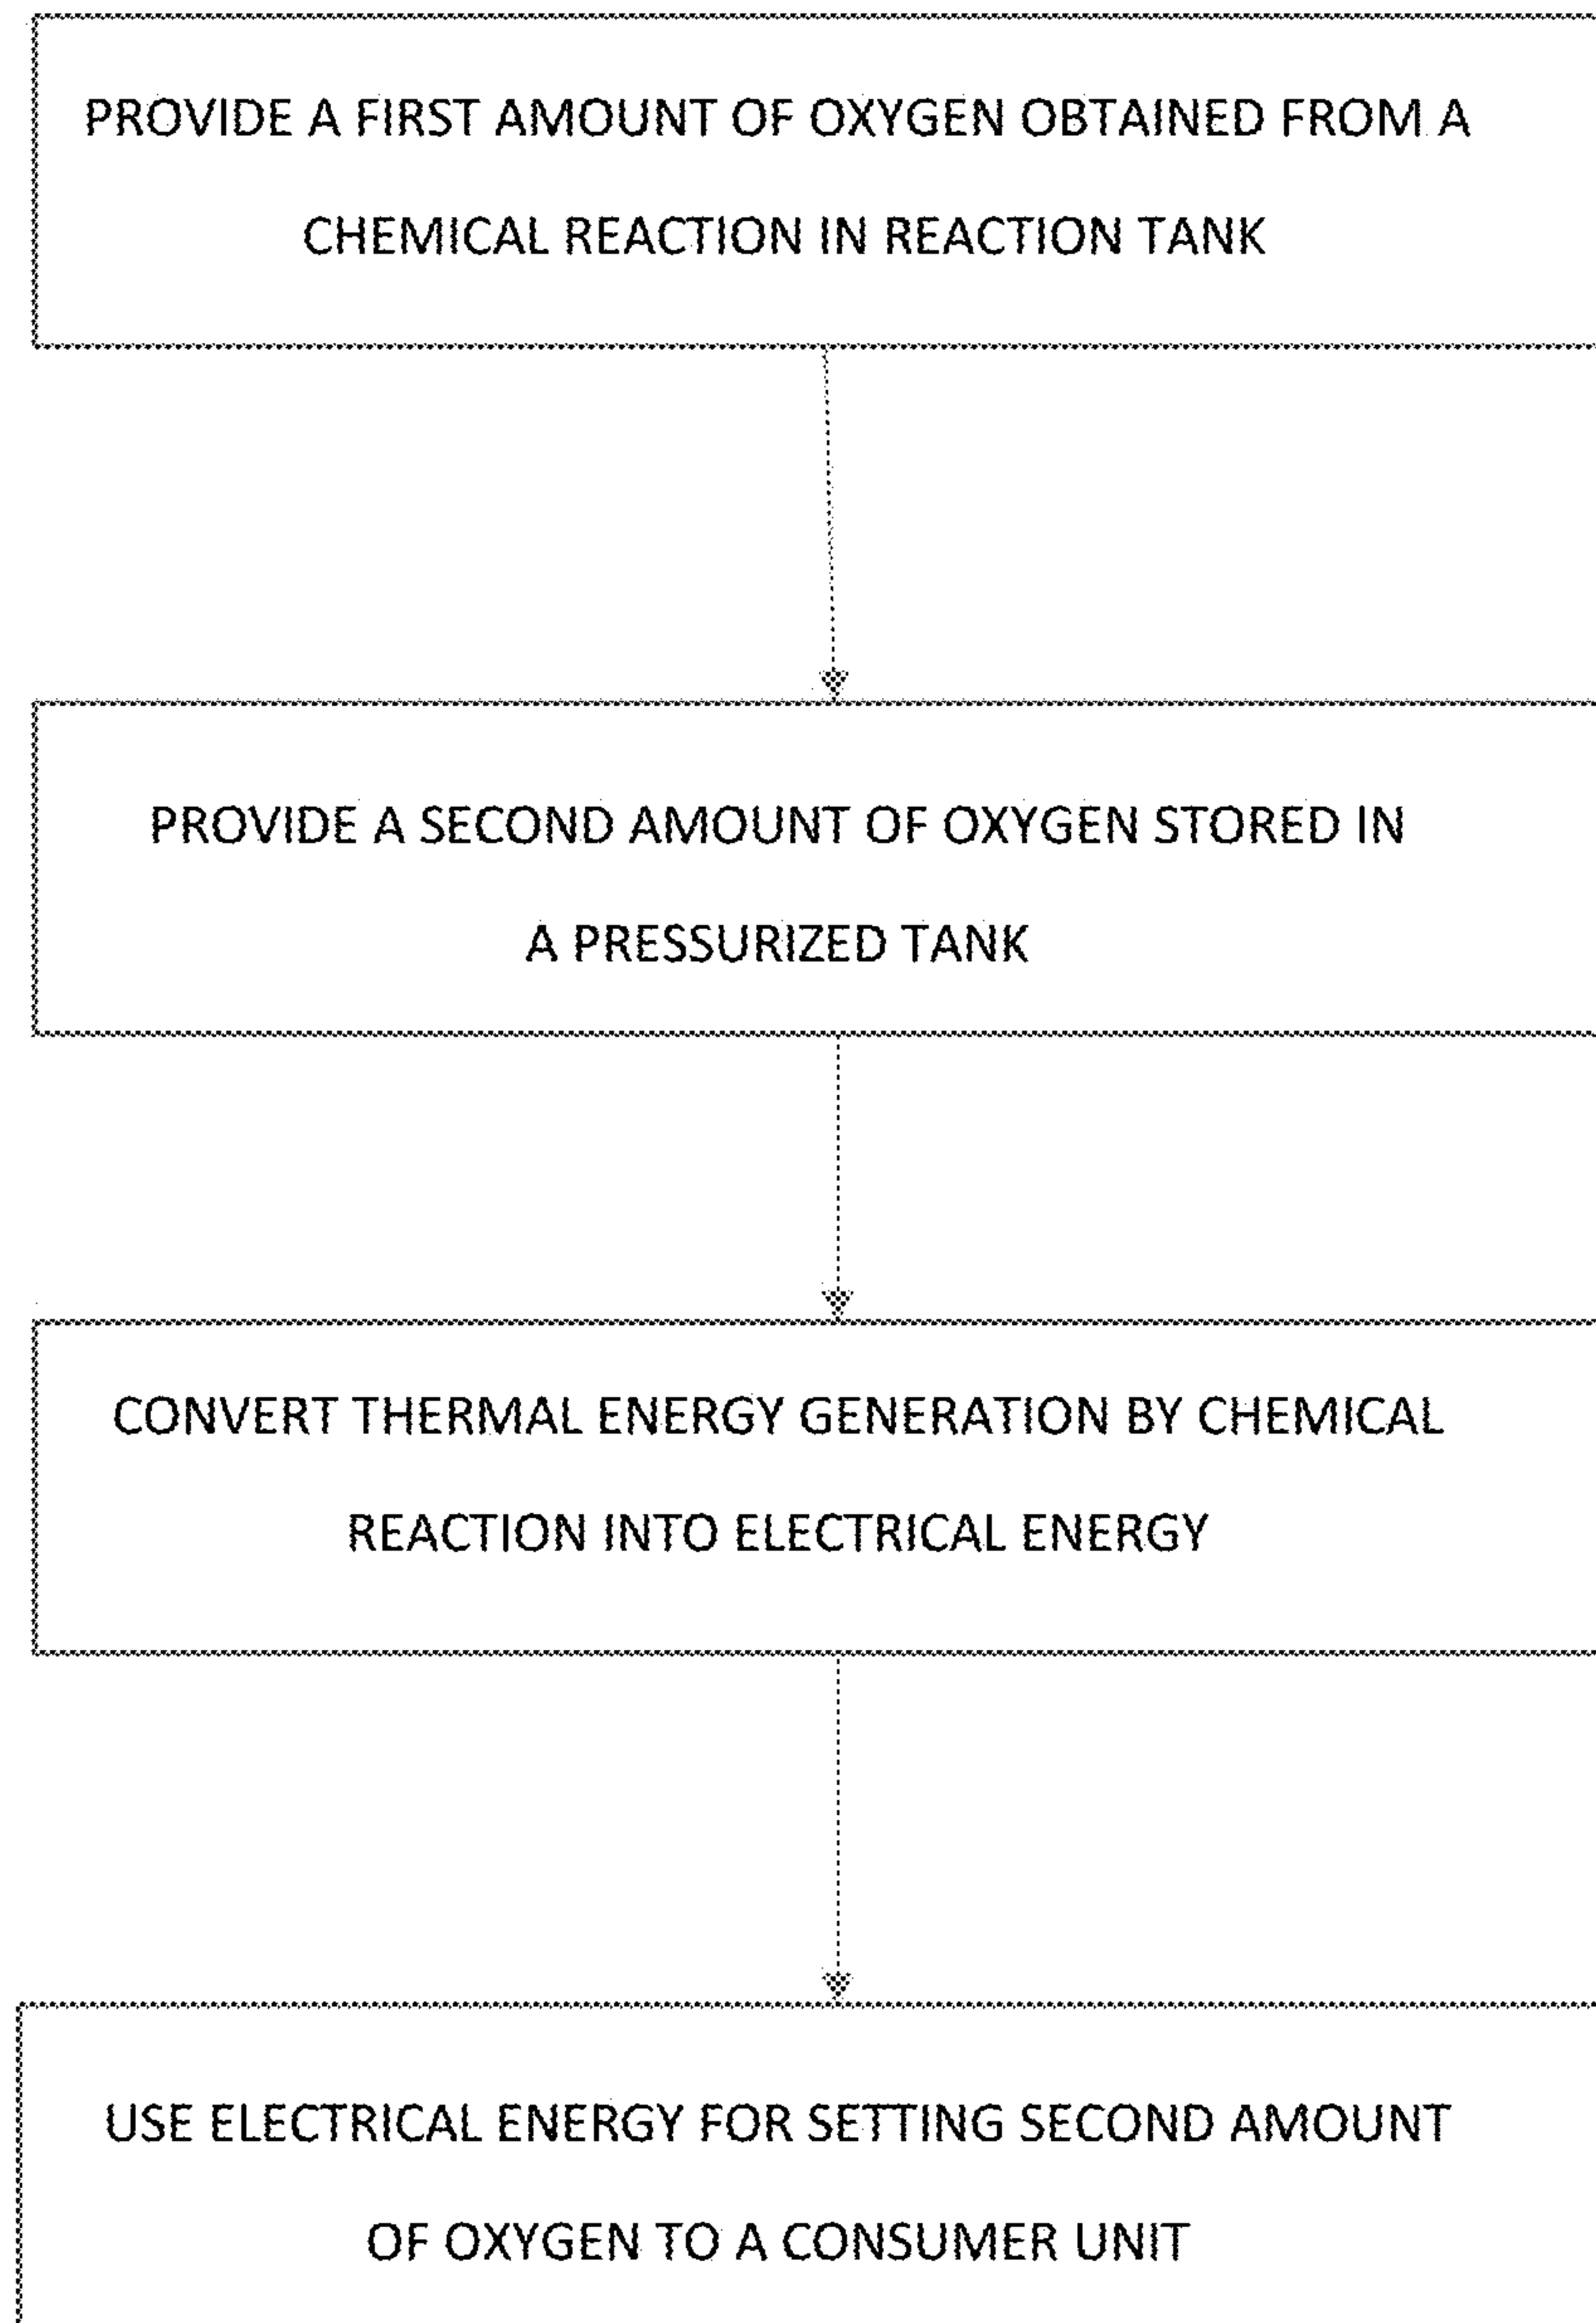 PROVIDE A FIRST AMOUNT OF OXYGEN OBTAINED FROM A
CHEMICAL REACTION IN REACTION TANK
PROVIDE A SECOND AMOUNT OF OXYGEN STORED IN
A PRESSURIZED TANK
CONVERT THERMAL ENERGY GENERATION BY CHEMICAL
REACTION INTO ELECTRICAL ENERGY
USE ELECTRICAL ENERGY FOR SETTING SECOND AMOUNT
OF OXYGEN TO A CONSUMER UNIT